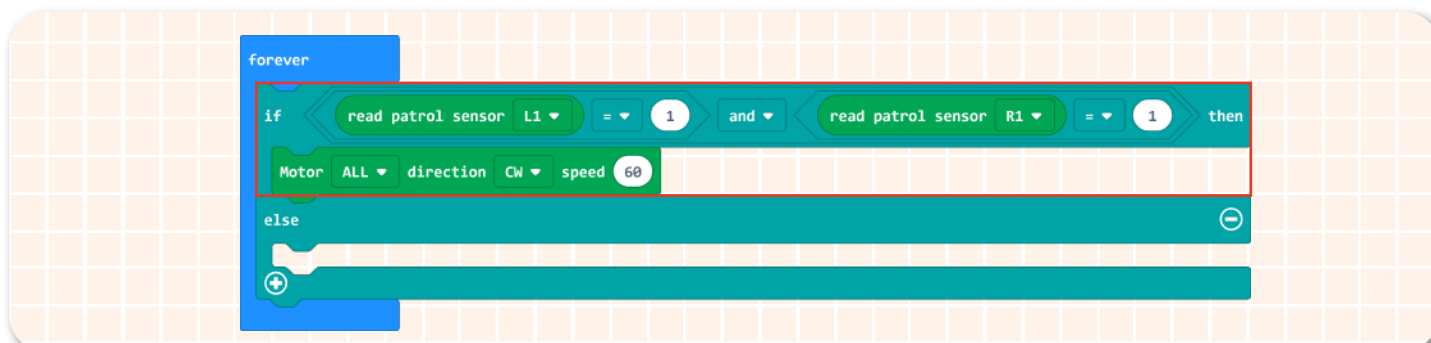 forever
if read patrol sensor L1 = 1 and read patrol sensor R1 = 1 then
Motor ALL direction CW speed 60
else